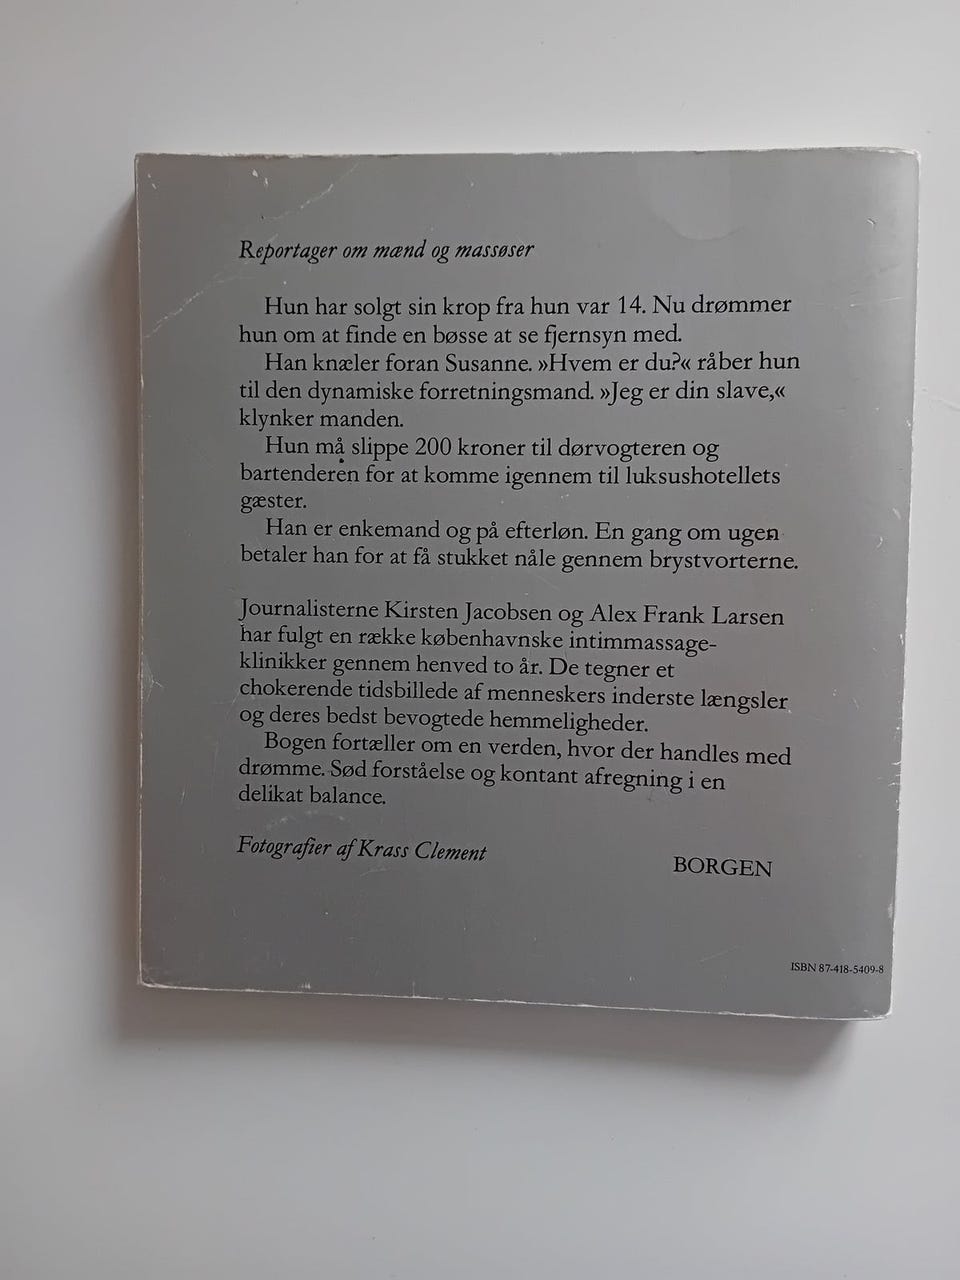 Reportager om mænd og massøser
Hun har solgt sin krop fra hun var 14. Nu drømmer
hun om at finde en bøsse at se fjernsyn med.
Han knæler foran Susanne. »Hvem er du?« råber hun
til den dynamiske forretningsmand. »Jeg er din slave,«
klynker manden.
Hun må slippe 200 kroner til dørvogteren og
bartenderen for at komme igennem til luksushotellets
gæster.
Han er enkemand og på efterløn. En gang om ugen
betaler han for at få stukket nåle gennem brystvorterne.
Journalisterne Kirsten Jacobsen og Alex Frank Larsen
har fulgt en række københavnske intimmassage-
klinikker gennem henved to år. De tegner et
chokerende tidsbillede af menneskers inderste længsler
og deres bedst bevogtede hemmeligheder.
Bogen fortæller om en verden, hvor der handles med
drømme. Sød forståelse og kontant afregning i en
delikat balance.
Fotografier af Krass Clement
BORGEN
ISBN 87-418-5409-8